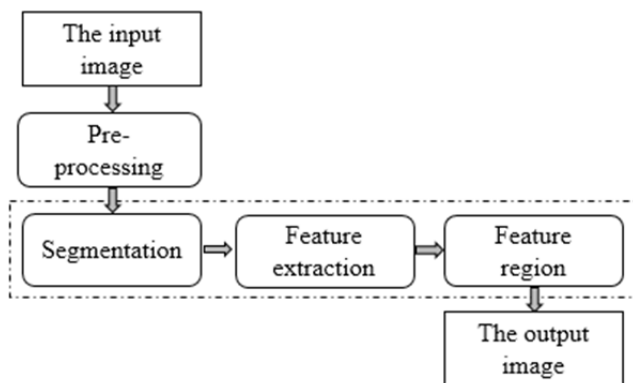 The input
image
Pre-
processing
Segmentation
Feature
extraction
Feature
region
The output
image